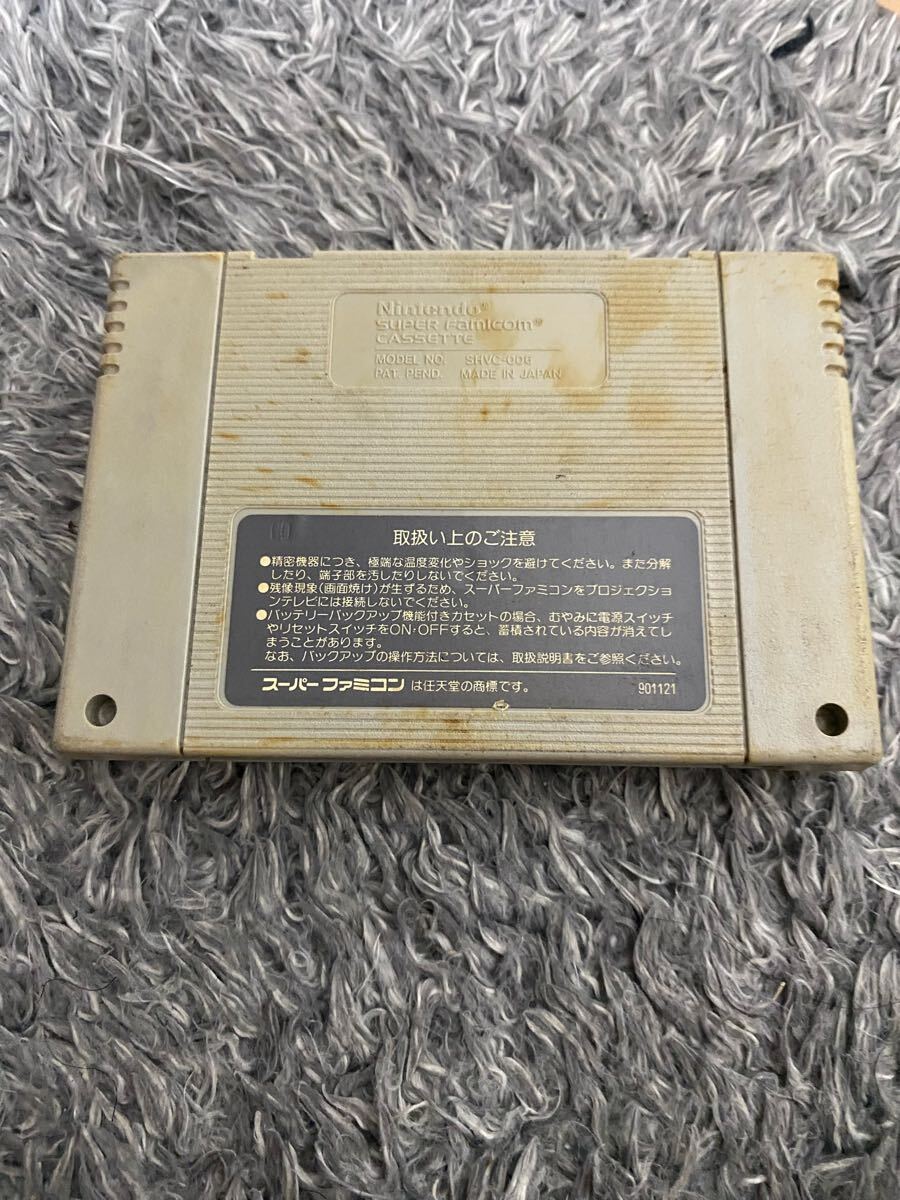 Nintendo®
SUPER Famicom®
CASSETTE
MODEL NO. SHVC-006
PAT. PEND. MADE IN JAPAN
取扱い上のご注意
●精密機器につき、極端な温度変化やショックを避けてください。また分解
したり、端子部を汚したりしないでください。
●残像現象(画面焼け)が生ずるため、スーパーファミコンをプロジェクショ
ンテレビには接続しないでください。
●バッテリーバックアップ機能付きカセットの場合、むやみに電源スイッチ
やリセットスイッチをON・OFFすると、蓄積されている内容が消えてし
まうことがあります。
なお、バックアップの操作方法については、取扱説明書をご参照ください。
スーパーファミコン は任天堂の商標です。 901121